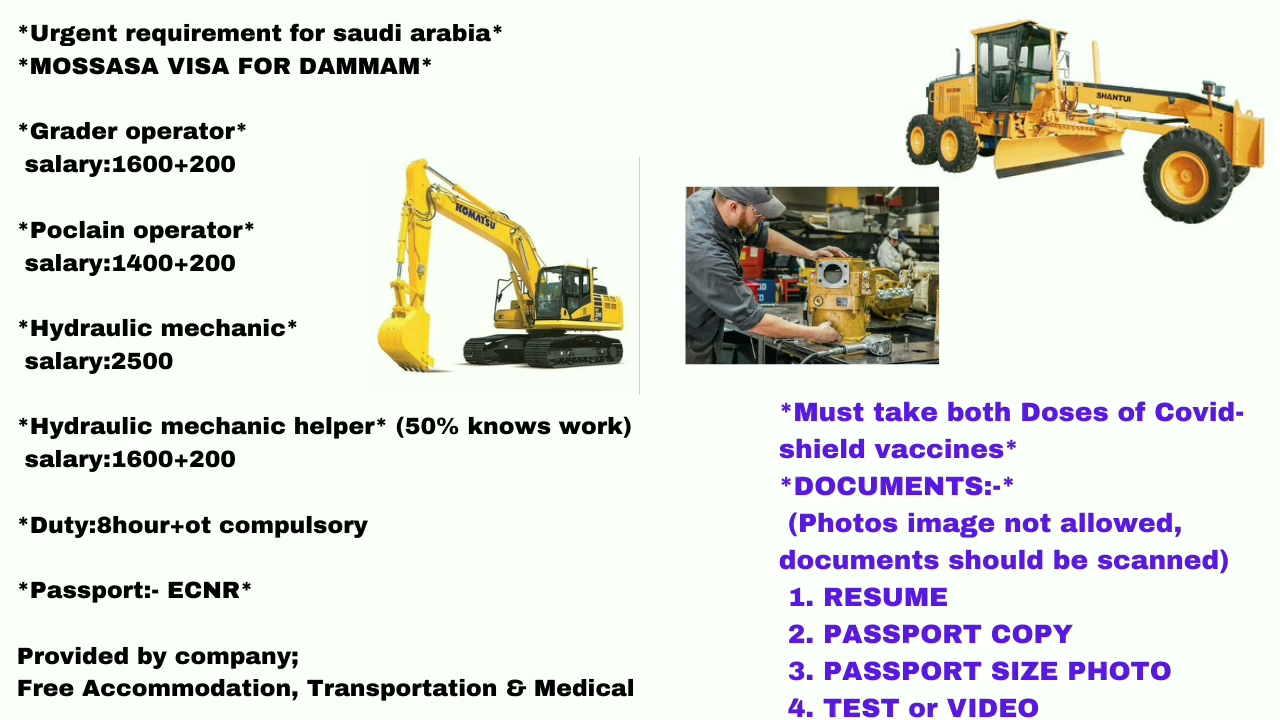 *Urgent requirement for saudi arabia*
*MOSSASA VISA FOR DAMMAM*
*Grader operator*
salary:1600+200
*Poclain operator*
salary:1400+200
*Hydraulic mechanic*
salary:2500
*Hydraulic mechanic helper* (50% knows work)
salary:1600+200
*Duty:8hour+ot compulsory
*Passport:- ECNR*
Provided by company;
Free Accommodation, Transportation & Medical
KOMATSU
SHANTUI
*Must take both Doses of Covid-
shield vaccines*
*DOCUMENTS:-*
(Photos image not allowed,
documents should be scanned)
1. RESUME
2. PASSPORT COPY
3. PASSPORT SIZE PHOTO
4. TEST or VIDEO